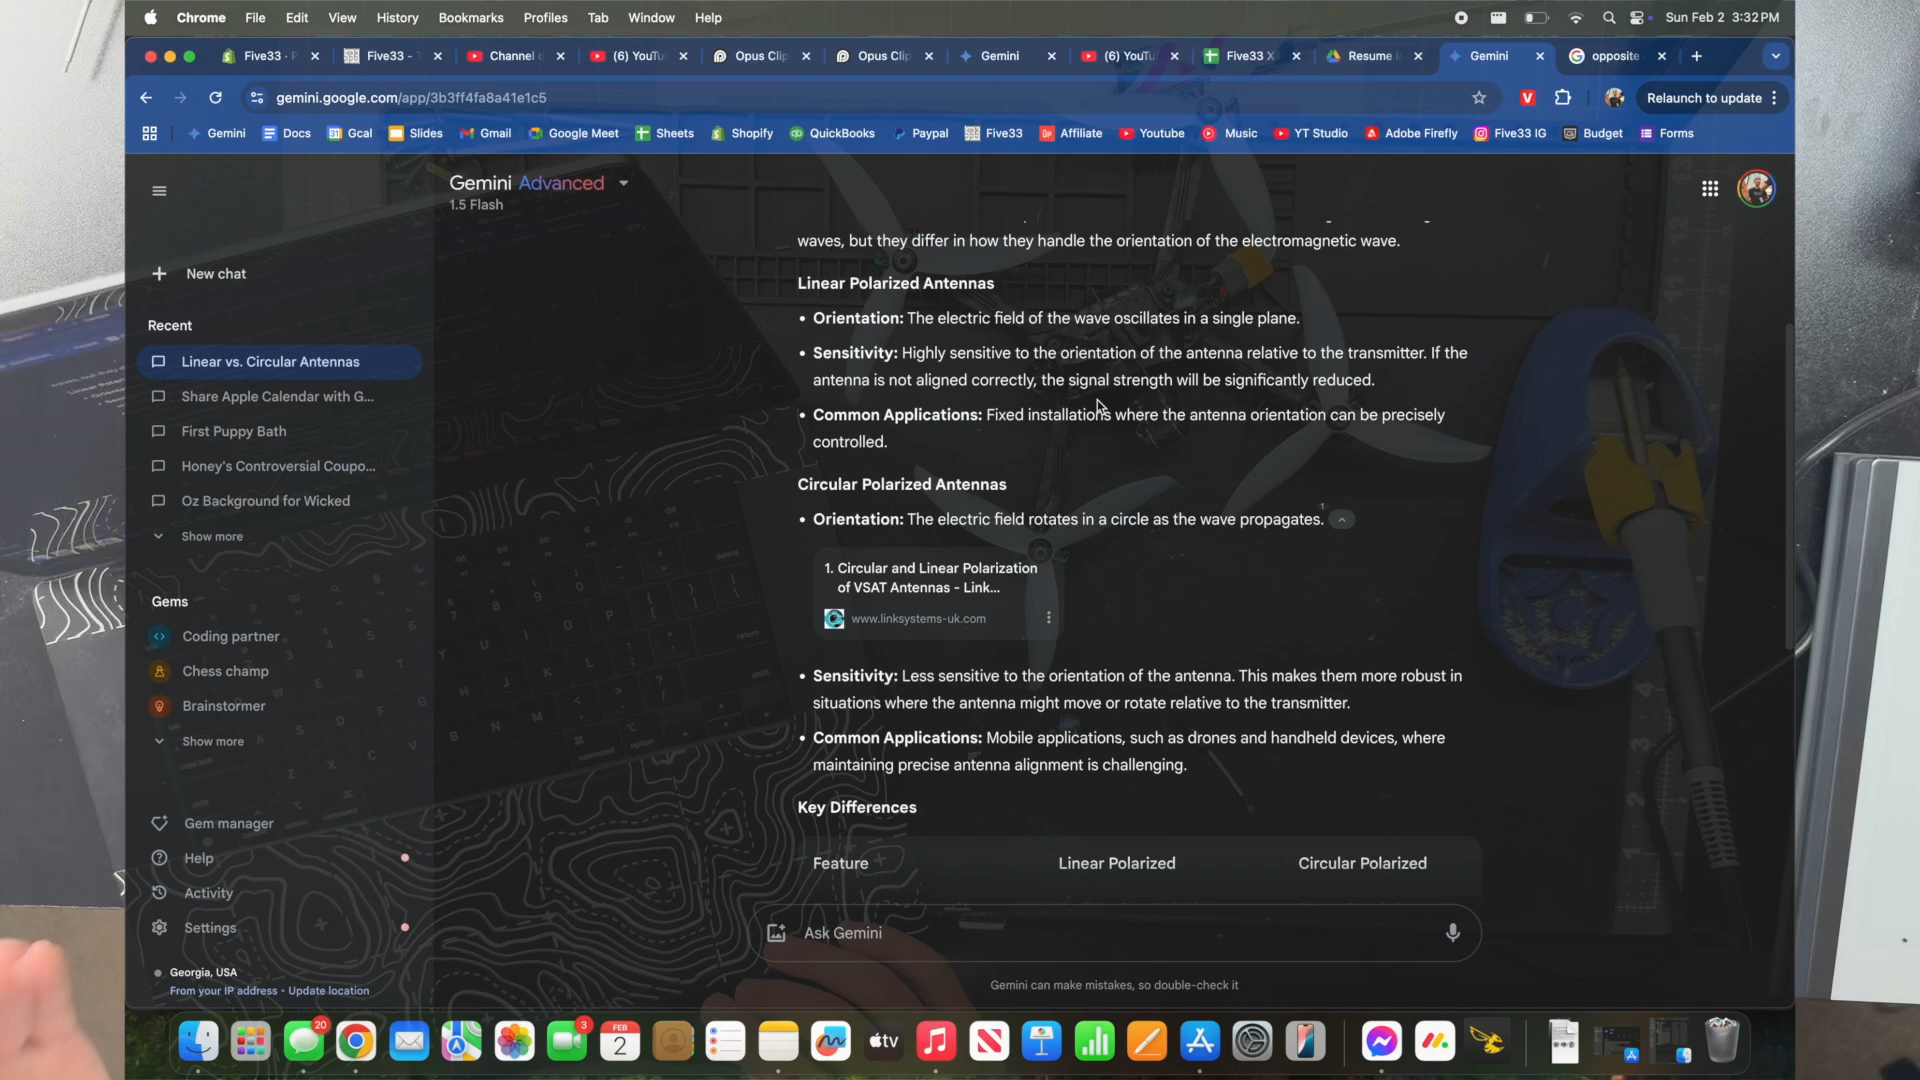 Chrome File Edit View History Bookmarks Profiles Tab Window Help Sun Feb 2 3:32 PM
Five33 · Five33 - Channel (6) YouTu Opus Clip Opus Clip Gemini (6) YouTu Five33 X Resume Gemini opposite
gemini.google.com/app/3b3ff4fa8a41e1c5 Relaunch to update
Gemini Docs Gcal Slides Gmail Google Meet Sheets Shopify QuickBooks Paypal Five33 Affiliate Youtube Music YT Studio Adobe Firefly Five33 IG Budget Forms
Gemini Advanced
1.5 Flash
New chat
Recent
Linear vs. Circular Antennas
Share Apple Calendar with G...
First Puppy Bath
Honey's Controversial Coupo...
Oz Background for Wicked
Show more
Gems
Coding partner
Chess champ
Brainstormer
Show more
Gem manager
Help
Activity
Settings
Georgia, USA
From your IP address • Update location
waves, but they differ in how they handle the orientation of the electromagnetic wave.
Linear Polarized Antennas
• Orientation: The electric field of the wave oscillates in a single plane.
• Sensitivity: Highly sensitive to the orientation of the antenna relative to the transmitter. If the
antenna is not aligned correctly, the signal strength will be significantly reduced.
• Common Applications: Fixed installations where the antenna orientation can be precisely
controlled.
Circular Polarized Antennas
• Orientation: The electric field rotates in a circle as the wave propagates. 1
1. Circular and Linear Polarization
of VSAT Antennas - Link...
www.linksystems-uk.com
• Sensitivity: Less sensitive to the orientation of the antenna. This makes them more robust in
situations where the antenna might move or rotate relative to the transmitter.
• Common Applications: Mobile applications, such as drones and handheld devices, where
maintaining precise antenna alignment is challenging.
Key Differences
Feature Linear Polarized Circular Polarized
Ask Gemini
Gemini can make mistakes, so double-check it
20
3
FEB
2
tv